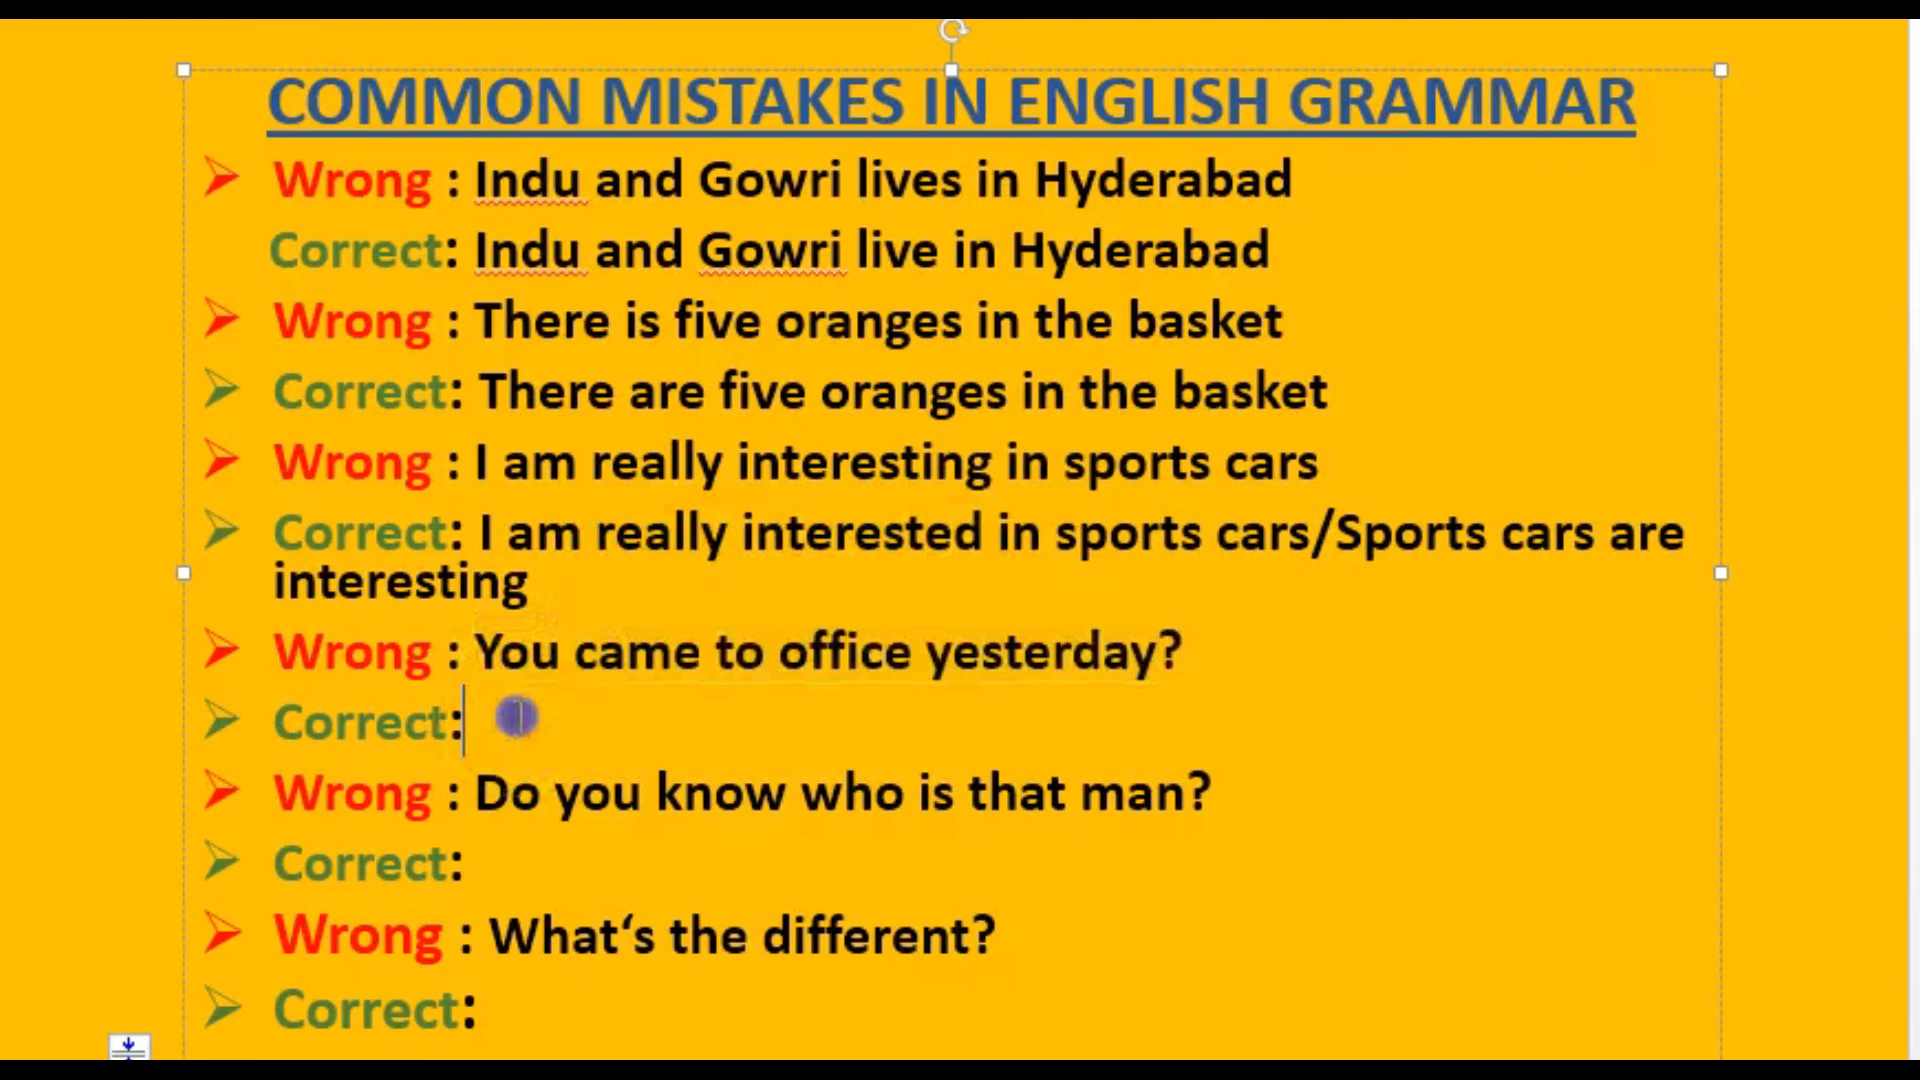 COMMON MISTAKES IN ENGLISH GRAMMAR
Wrong : Indu and Gowri lives in Hyderabad
Correct: Indu and Gowri live in Hyderabad
Wrong : There is five oranges in the basket
Correct: There are five oranges in the basket
Wrong : I am really interesting in sports cars
Correct: I am really interested in sports cars/Sports cars are
interesting
Wrong : You came to office yesterday?
Correct:
Wrong : Do you know who is that man?
Correct:
Wrong : What‘s the different?
Correct: